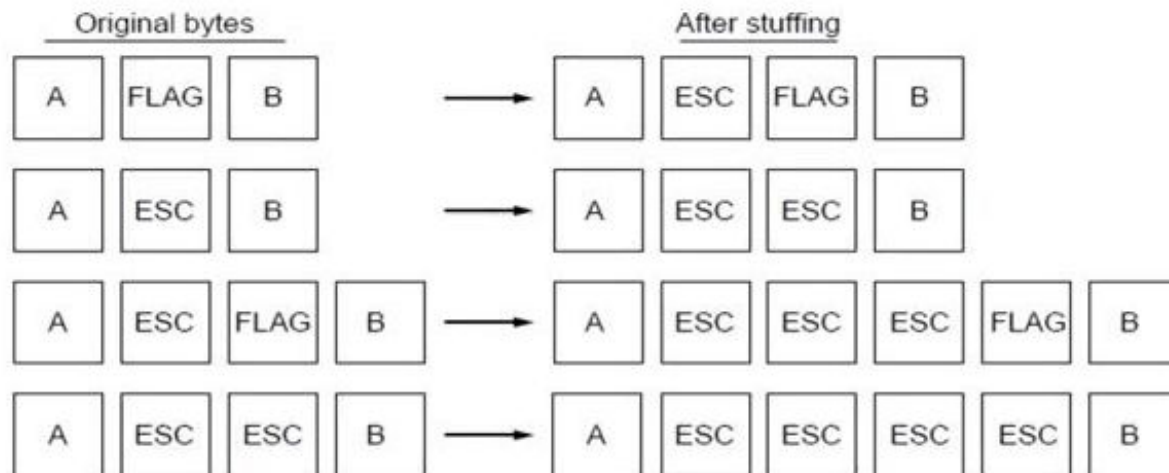 Original bytes After stuffing
A FLAG B A ESC FLAG B
A ESC B A ESC ESC B
A ESC FLAG B A ESC ESC ESC FLAG B
A ESC ESC B A ESC ESC ESC ESC B